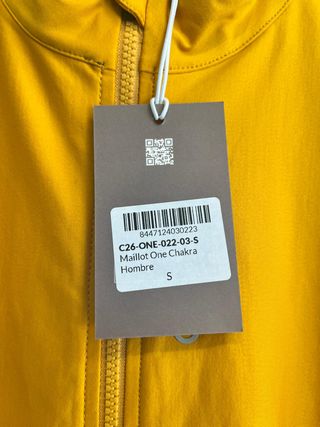 8447124030223
C26-ONE-022-03-S
Maillot One Chakra
Hombre
S